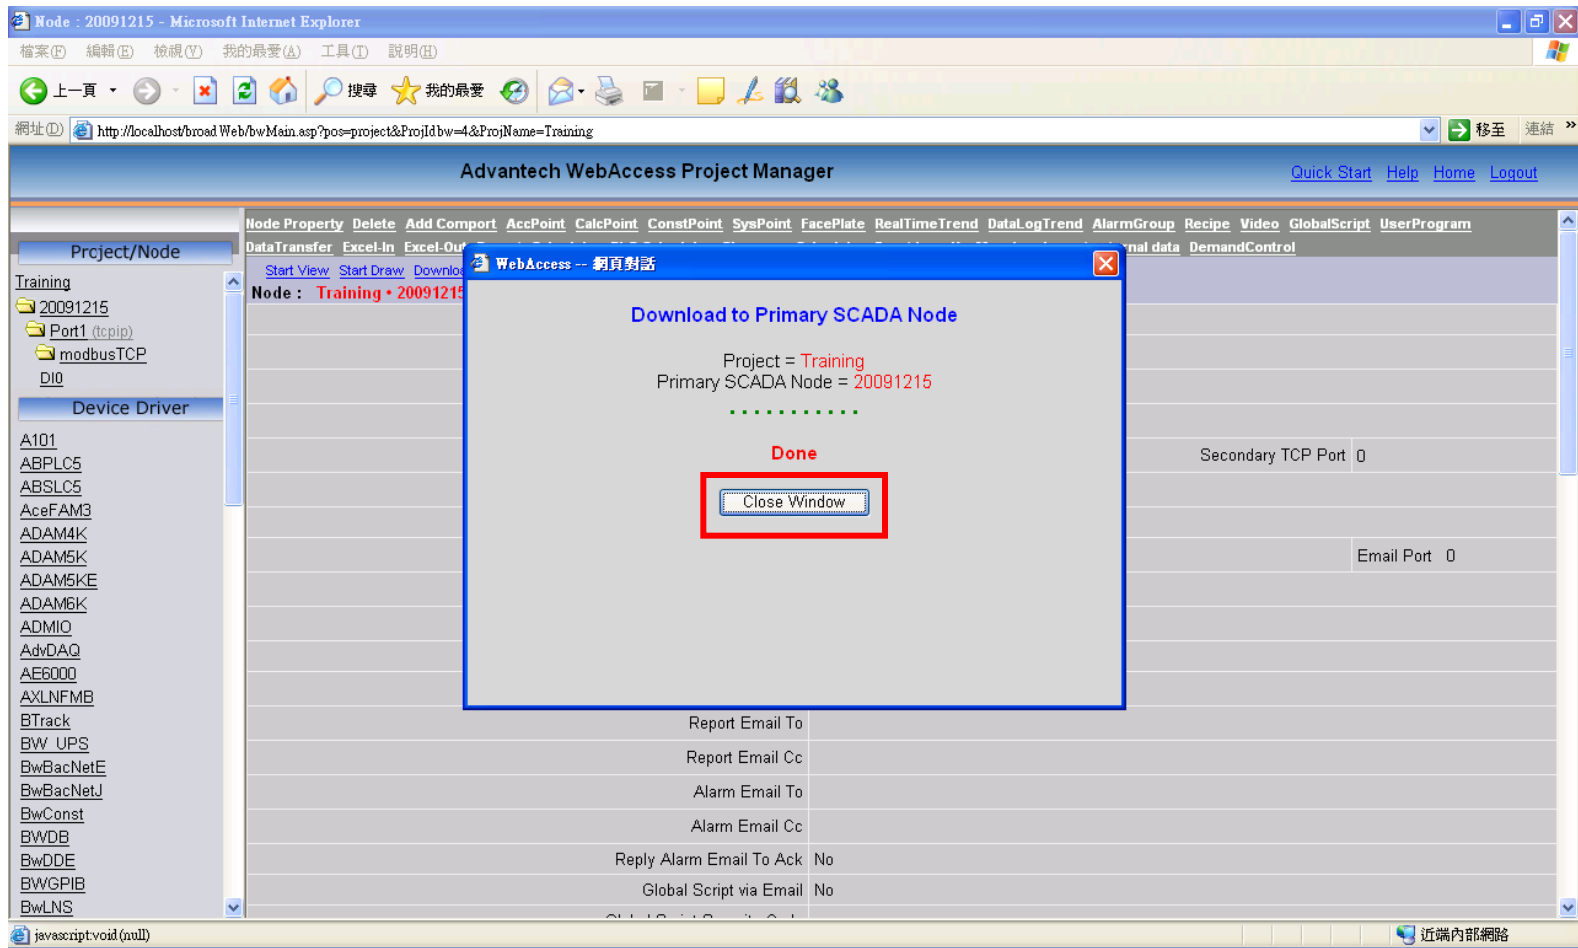 Node : 20091215 - Microsoft Internet Explorer
檔案(F) 編輯(E) 檢視(V) 我的最愛(A) 工具(T) 說明(H)
上一頁 搜尋 我的最愛
網址(D) http://localhost/broadWeb/bwMain.asp?pos=project&ProjIdbw=4&ProjName=Training 移至 連結 »
Advantech WebAccess Project Manager
Quick Start Help Home Logout
Node Property Delete Add Comport AccPoint CalcPoint ConstPoint SysPoint FacePlate RealTimeTrend DataLogTrend AlarmGroup Recipe Video GlobalScript UserProgram
DataTransfer Excel-In Excel-Out DemandControl
Start View Start Draw
Node : Training • 20091215
Project/Node
Training
20091215
Port1 (tcpip)
modbusTCP
DI0
Device Driver
A101
ABPLC5
ABSLC5
AceFAM3
ADAM4K
ADAM5K
ADAM5KE
ADAM6K
ADMIO
AdvDAQ
AE6000
AXLNFMB
BTrack
BW UPS
BwBacNetE
BwBacNetJ
BwConst
BWDB
BwDDE
BWGPIB
BwLNS
WebAccess -- 網頁對話
Download to Primary SCADA Node
Project = Training
Primary SCADA Node = 20091215
. . . . . . . . . . .
Done
Close Window
Secondary TCP Port 0
Email Port 0
Report Email To
Report Email Cc
Alarm Email To
Alarm Email Cc
Reply Alarm Email To Ack No
Global Script via Email No
javascript:void(null)
近端內部網路